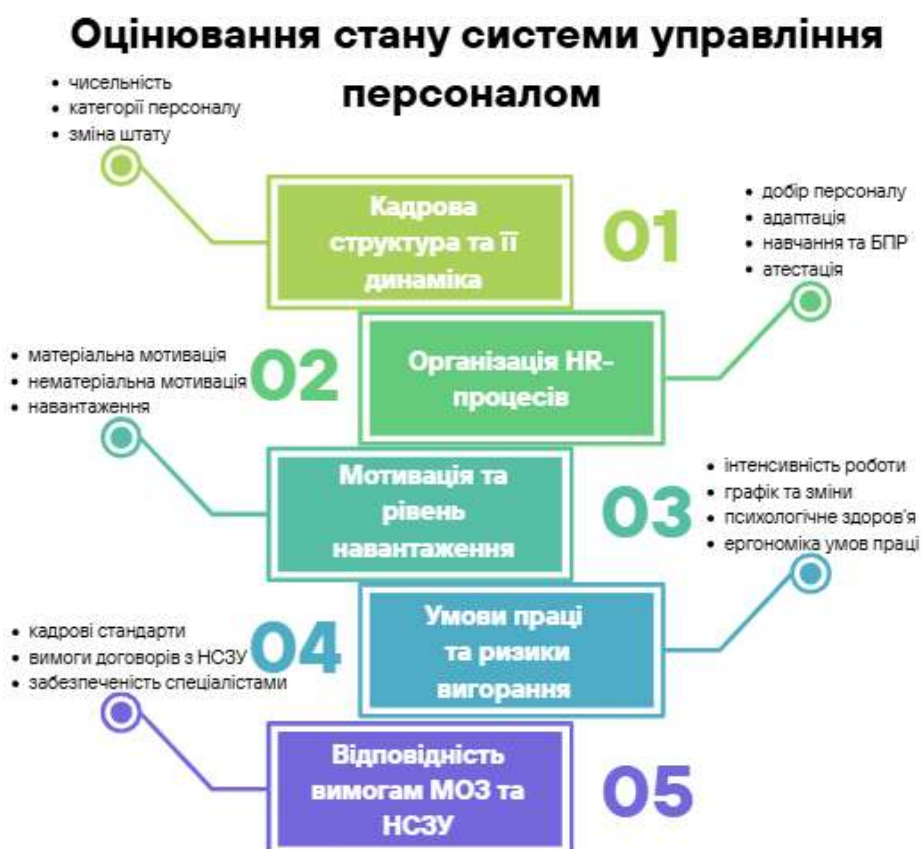 Оцінювання стану системи управління
персоналом
• чисельність
• категорії персоналу
• зміна штату
Кадрова
структура та її
динаміка
01
• добір персоналу
• адаптація
• навчання та БПР
• атестація
Організація HR-
процесів
02
• матеріальна мотивація
• нематеріальна мотивація
• навантаження
Мотивація та
рівень
навантаження
03
• інтенсивність роботи
• графік та зміни
• психологічне здоров'я
• ергономіка умов праці
Умови праці
та ризики
вигорання
04
• кадрові стандарти
• вимоги договорів з НСЗУ
• забезпеченість спеціалістами
Відповідність
вимогам МОЗ та
НСЗУ
05